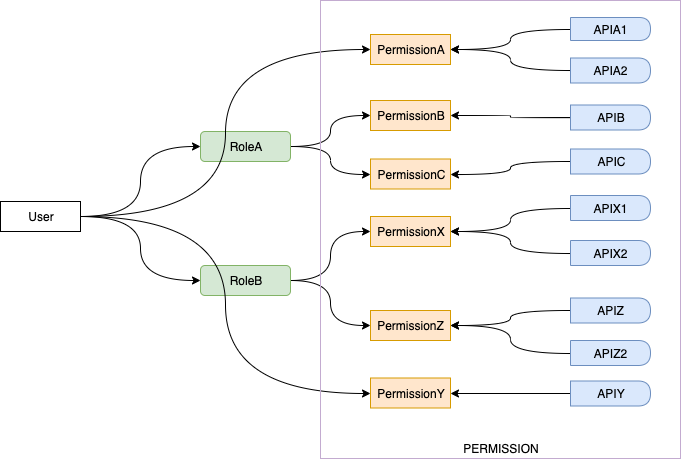 APIA1
PermissionA
APIA2
PermissionB
APIB
RoleA
APIC
PermissionC
User
APIX1
PermissionX
APIX2
RoleB
APIZ
PermissionZ
APIZ2
PermissionY
APIY
PERMISSION